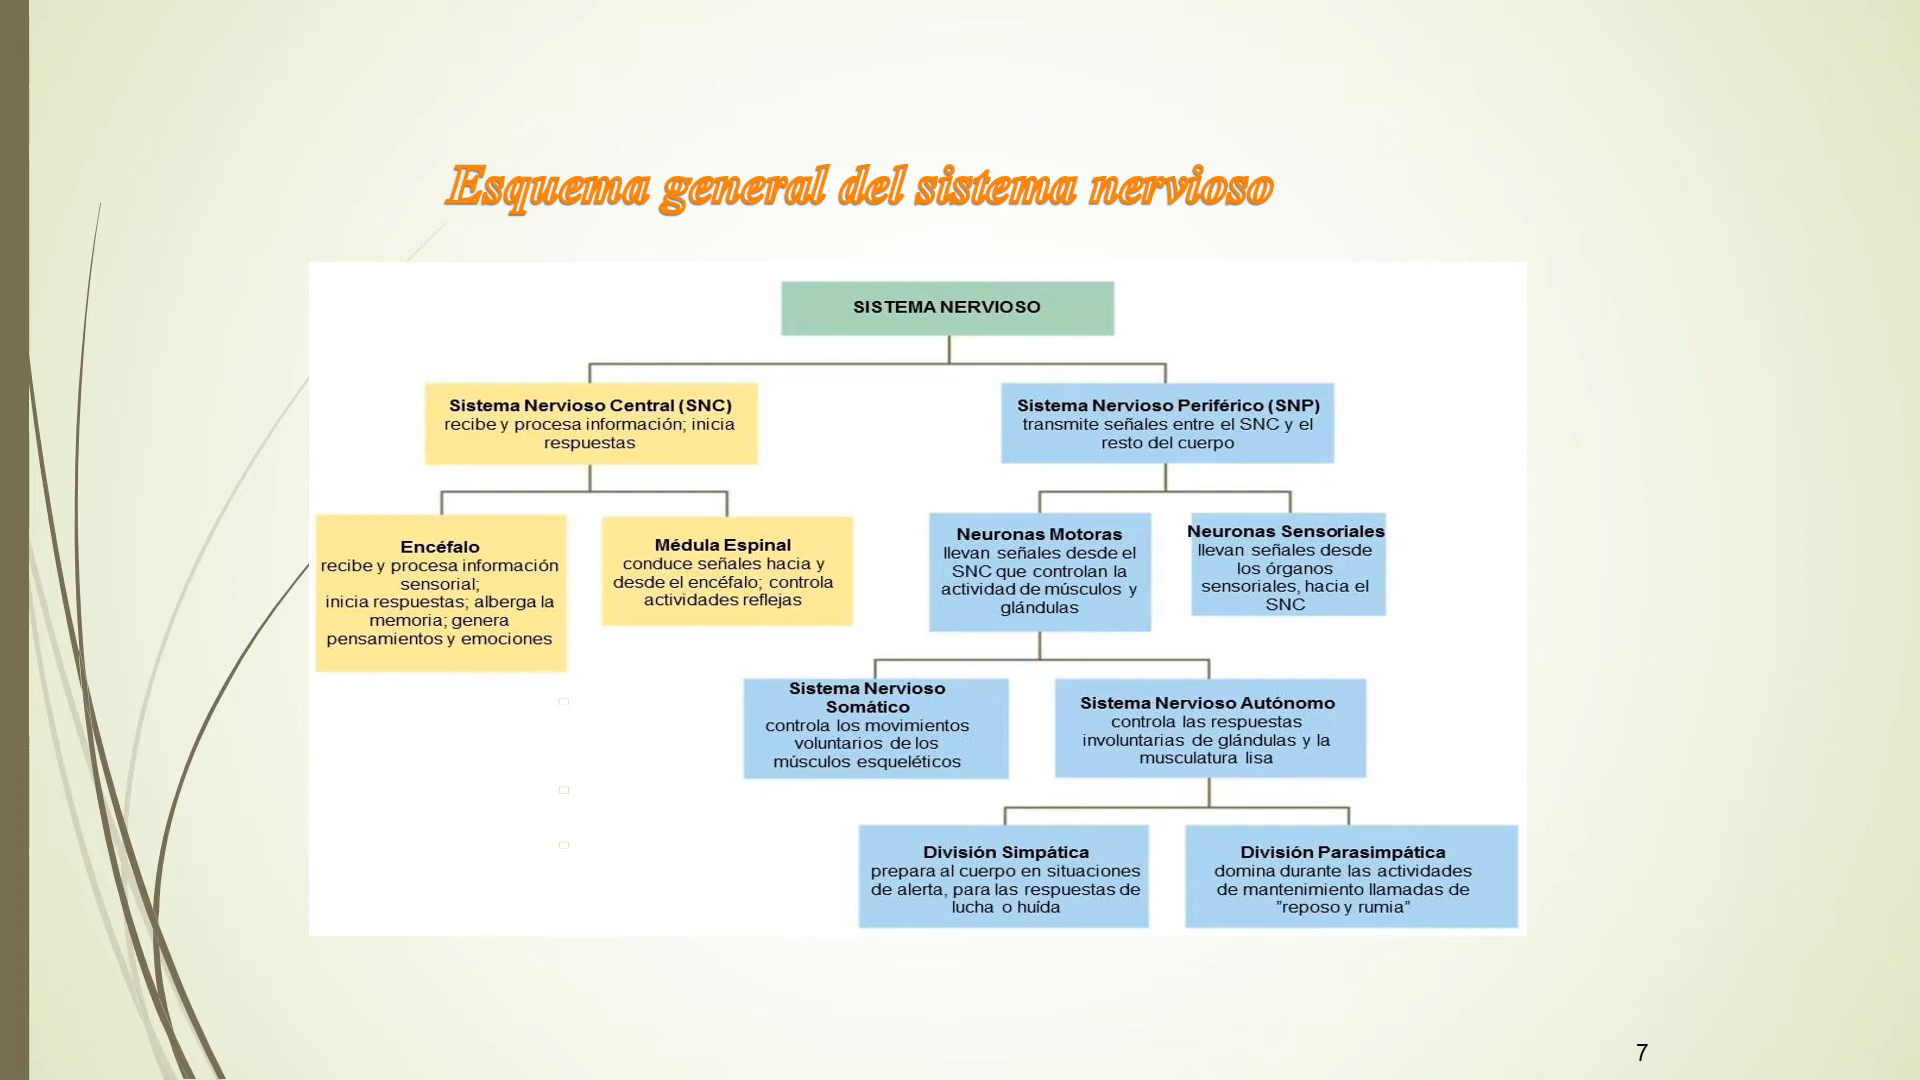 Esquema general del sistema nervioso
SISTEMA NERVIOSO
Sistema Nervioso Central (SNC)
recibe y procesa información; inicia
respuestas
Sistema Nervioso Periférico (SNP)
transmite señales entre el SNC y el
resto del cuerpo
Encéfalo
recibe y procesa información
sensorial;
inicia respuestas; alberga la
memoria; genera
pensamientos y emociones
Médula Espinal
conduce señales hacia y
desde el encéfalo; controla
actividades reflejas
Neuronas Motoras
llevan señales desde el
SNC que controlan la
actividad de músculos y
glándulas
Neuronas Sensoriales
llevan señales desde
los órganos
sensoriales, hacia el
SNC
Sistema Nervioso
Somático
controla los movimientos
voluntarios de los
músculos esqueléticos
Sistema Nervioso Autónomo
controla las respuestas
involuntarias de glándulas y la
musculatura lisa
División Simpática
prepara al cuerpo en situaciones
de alerta, para las respuestas de
lucha o huída
División Parasimpática
domina durante las actividades
de mantenimiento llamadas de
”reposo y rumia”
7